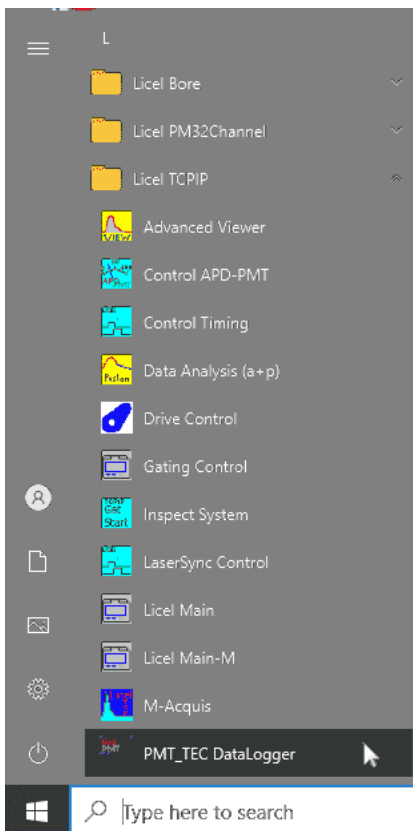 L
Licel Bore
Licel PM32Channel
Licel TCPIP
Advanced Viewer
Control APD-PMT
Control Timing
Data Analysis (a+p)
Drive Control
Gating Control
Inspect System
LaserSync Control
Licel Main
Licel Main-M
M-Acquis
PMT_TEC DataLogger
Type here to search